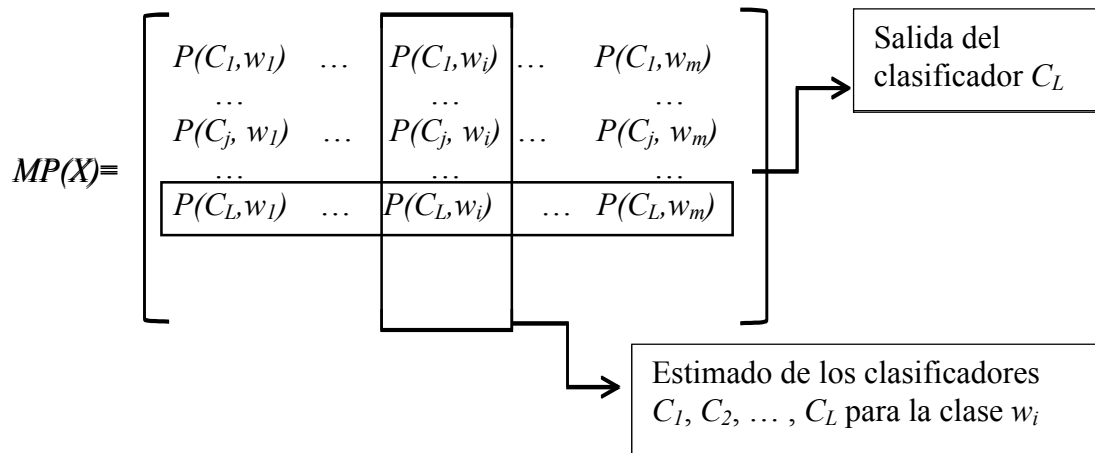 P(C1,w1) … P(C1,wi) … P(C1,wm)
… … …
P(Cj, w1) … P(Cj, wi) … P(Cj, wm)
MP(X)=
… … …
P(CL,w1) … P(CL,wi) … P(CL,wm)
Salida del
clasificador CL
Estimado de los clasificadores
C1, C2, … , CL para la clase wi